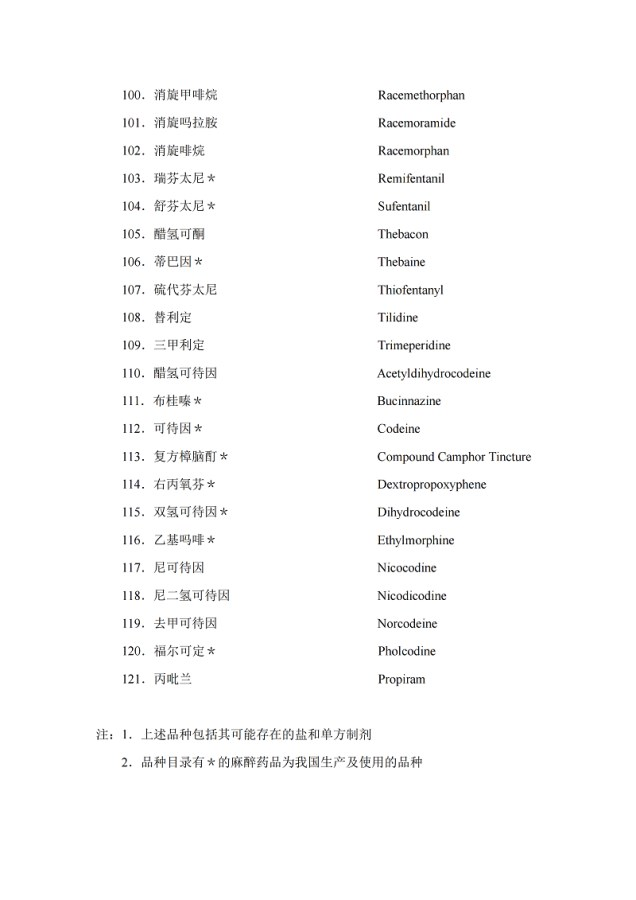 100．消旋甲啡烷 Racemethorphan
101．消旋吗拉胺 Racemoramide
102．消旋啡烷 Racemorphan
103．瑞芬太尼＊ Remifentanil
104．舒芬太尼＊ Sufentanil
105．醋氢可酮 Thebacon
106．蒂巴因＊ Thebaine
107．硫代芬太尼 Thiofentanyl
108．替利定 Tilidine
109．三甲利定 Trimeperidine
110．醋氢可待因 Acetyldihydrocodeine
111．布桂嗪＊ Bucinnazine
112．可待因＊ Codeine
113．复方樟脑酊＊ Compound Camphor Tincture
114．右丙氧芬＊ Dextropropoxyphene
115．双氢可待因＊ Dihydrocodeine
116．乙基吗啡＊ Ethylmorphine
117．尼可待因 Nicocodine
118．尼二氢可待因 Nicodicodine
119．去甲可待因 Norcodeine
120．福尔可定＊ Pholcodine
121．丙吡兰 Propiram
注：1．上述品种包括其可能存在的盐和单方制剂
2．品种目录有＊的麻醉药品为我国生产及使用的品种